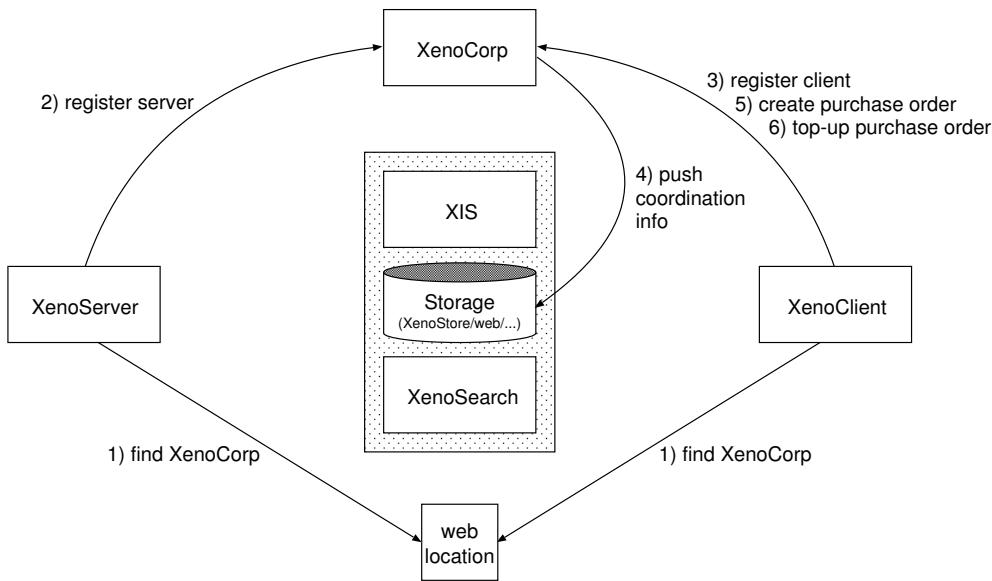 XenoCorp
2) register server
3) register client
5) create purchase order
6) top-up purchase order
4) push
coordination
info
XIS
XenoServer
Storage
(XenoStore/web/...)
XenoClient
XenoSearch
1) find XenoCorp
1) find XenoCorp
web
location